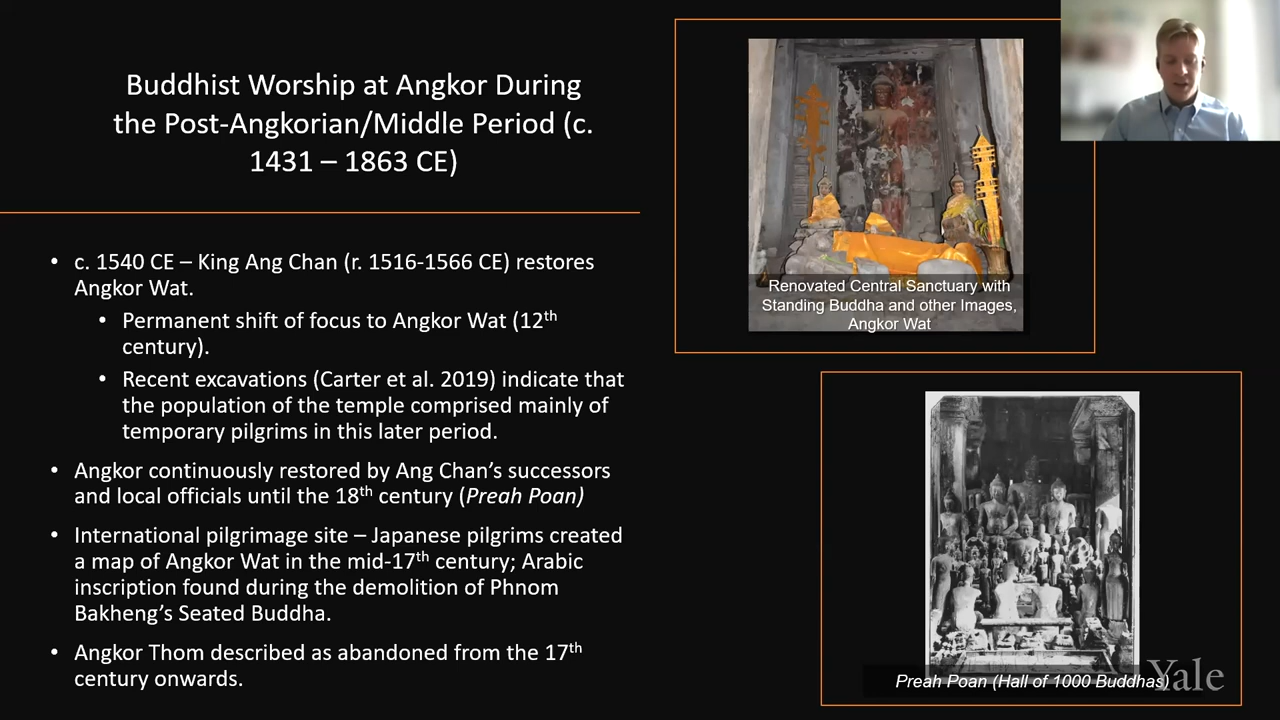 Buddhist Worship at Angkor During
the Post-Angkorian/Middle Period (c.
1431 – 1863 CE)
• c. 1540 CE – King Ang Chan (r. 1516-1566 CE) restores
Angkor Wat.
• Permanent shift of focus to Angkor Wat (12th
century).
• Recent excavations (Carter et al. 2019) indicate that
the population of the temple comprised mainly of
temporary pilgrims in this later period.
• Angkor continuously restored by Ang Chan’s successors
and local officials until the 18th century (Preah Poan)
• International pilgrimage site – Japanese pilgrims created
a map of Angkor Wat in the mid-17th century; Arabic
inscription found during the demolition of Phnom
Bakheng’s Seated Buddha.
• Angkor Thom described as abandoned from the 17th
century onwards.
Renovated Central Sanctuary with
Standing Buddha and other Images,
Angkor Wat
Preah Poan (Hall of 1000 Buddhas)
Yale